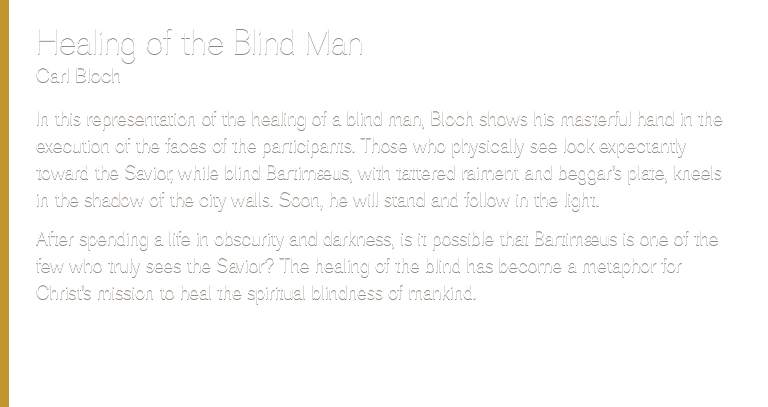 Healing of the Blind Man
Carl Bloch
In this representation of the healing of a blind man, Bloch shows his masterful hand in the
execution of the faces of the participants. Those who physically see look expectantly
toward the Savior, while blind Bartimæus, with tattered raiment and beggar's plate, kneels
in the shadow of the city walls. Soon, he will stand and follow in the light.
After spending a life in obscurity and darkness, is it possible that Bartimæus is one of the
few who truly sees the Savior? The healing of the blind has become a metaphor for
Christ's mission to heal the spiritual blindness of mankind.